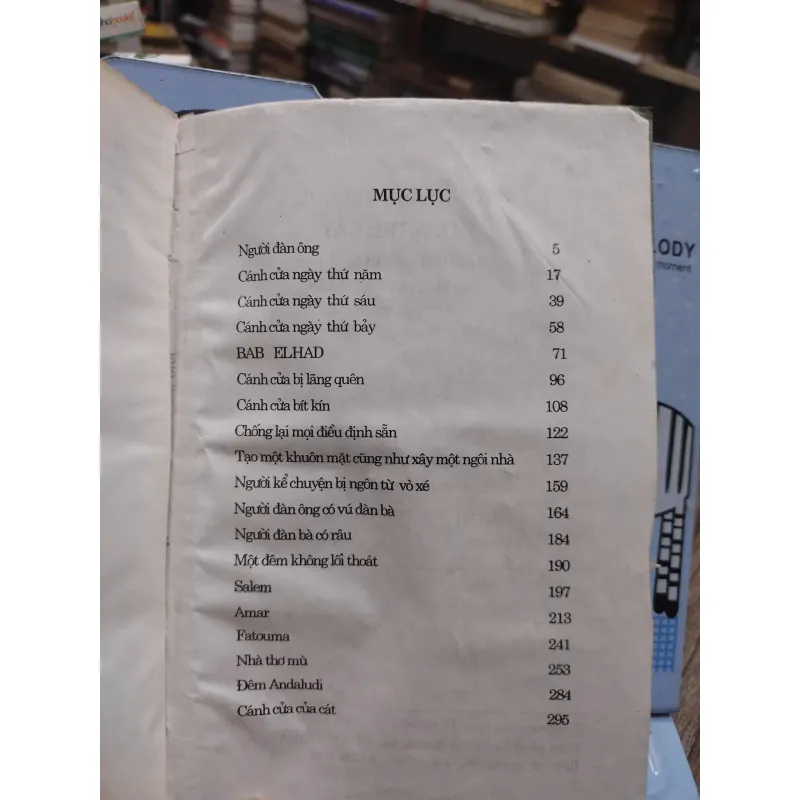 MỤC LỤC
Người đàn ông 5
Cánh cửa ngày thứ năm 17
Cánh cửa ngày thứ sáu 39
Cánh cửa ngày thứ bảy 58
BAB ELHAD 71
Cánh cửa bị lãng quên 96
Cánh cửa bít kín 108
Chống lại mọi điều định sẵn 122
Tạo một khuôn mặt cũng như xây một ngôi nhà 137
Người kể chuyện bị ngôn từ vò xé 159
Người đàn ông có vú đàn bà 164
Người đàn bà có râu 184
Một đêm không lối thoát 190
Salem 197
Amar 213
Fatouma 241
Nhà thơ mù 253
Đêm Andaludi 284
Cánh cửa của cát 295
LODY
moment